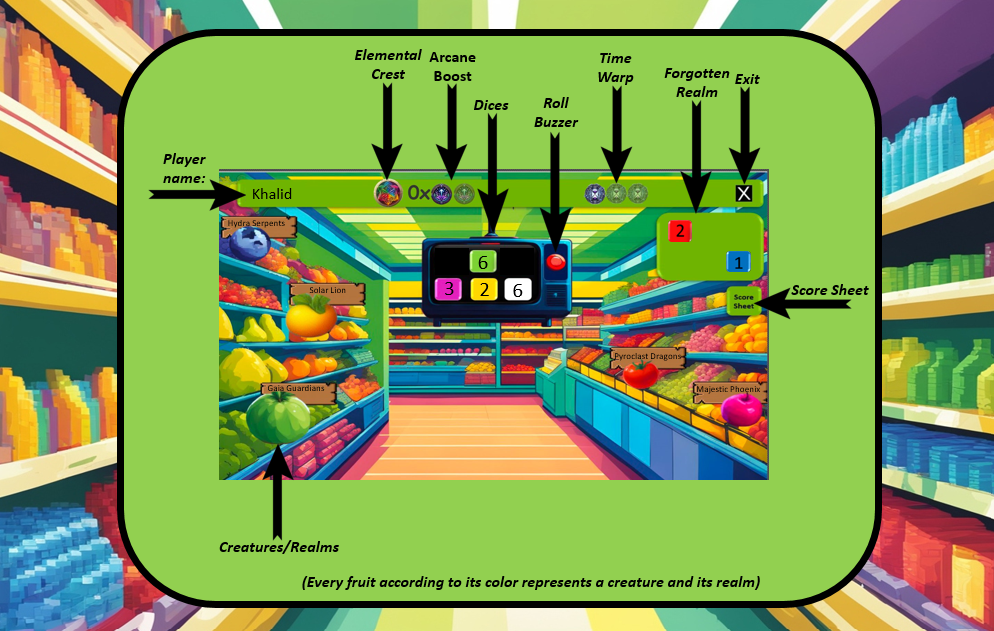 Elemental
Crest
Arcane
Boost
Dices
Roll
Buzzer
Time
Warp
Forgotten
Realm
Exit
Player
name:
Khalid
0x
X
Hydra Serpents
2
1
6
3
2
6
Solar Lion
Score
Sheet
Score Sheet
Pyroclast Dragons
Gaia Guardians
Majestic Phoenix
Creatures/Realms
(Every fruit according to its color represents a creature and its realm)